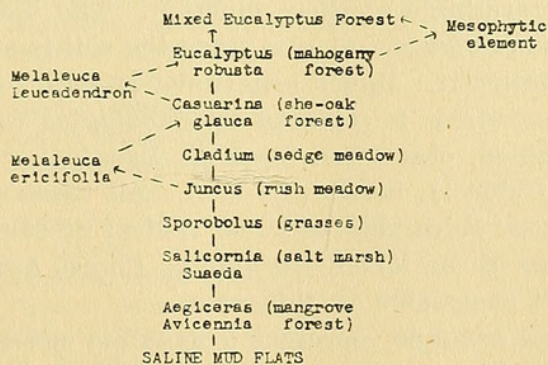 Mixed Eucalyptus Forest
Mesophytic
element
Eucalyptus (mahogany
robusta forest)
Melaleuca
leucadendron
Casuarina (she-oak
glauca forest)
Melaleuca
ericifolia
Cladium (sedge meadow)
Juncus (rush meadow)
Sporobolus (grasses)
Salicornia (salt marsh)
Suaeda
Aegiceras (mangrove
Avicennia forest)
SALINE MUD FLATS